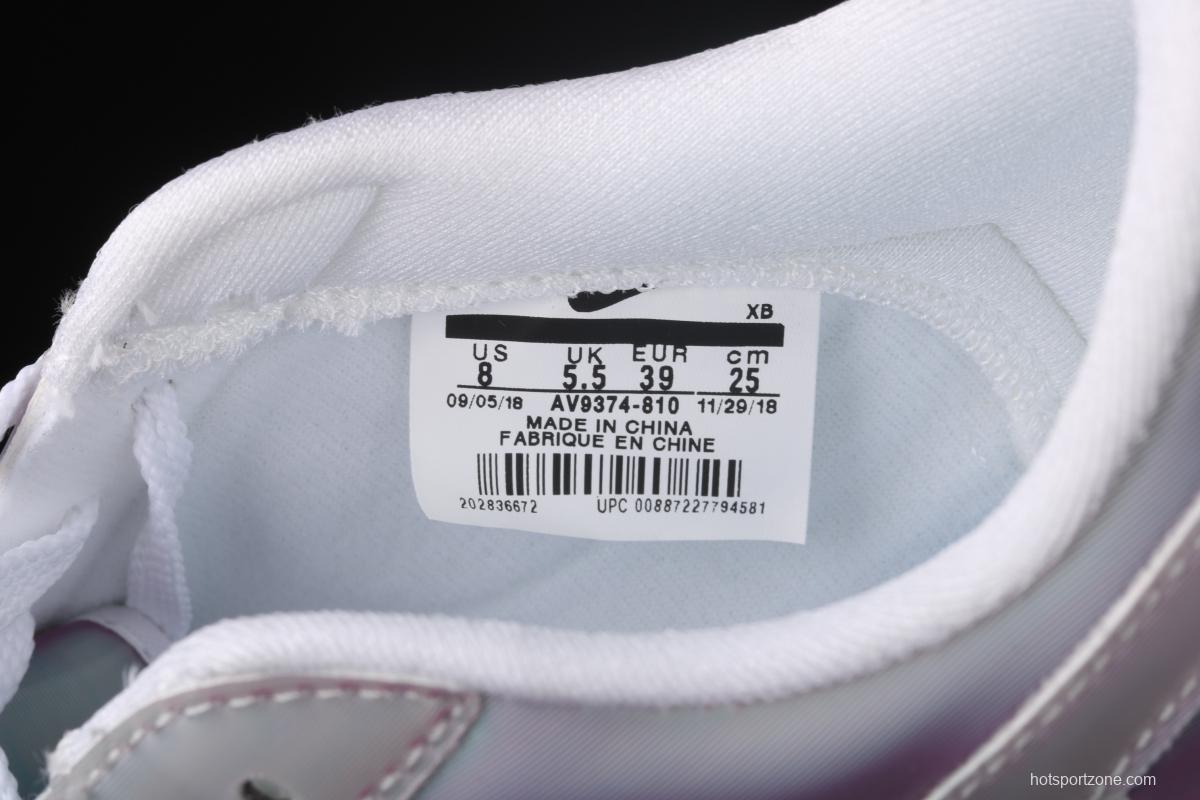 XB
US UK EUR cm
8 5.5 39 25
09/05/18 AV9374-810 11/29/18
MADE IN CHINA
FABRIQUE EN CHINE
202836672 UPC 00887227794581
hotsportzone.com